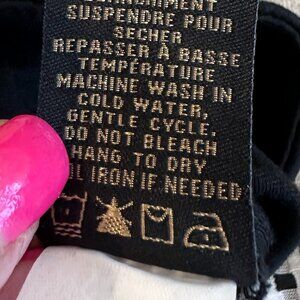 SUSPENDRE POUR
SECHER
REPASSER À BASSE
TEMPÉRATURE
MACHINE WASH IN
COLD WATER,
GENTLE CYCLE.
DO NOT BLEACH
HANG TO DRY
IRON IF NEEDED